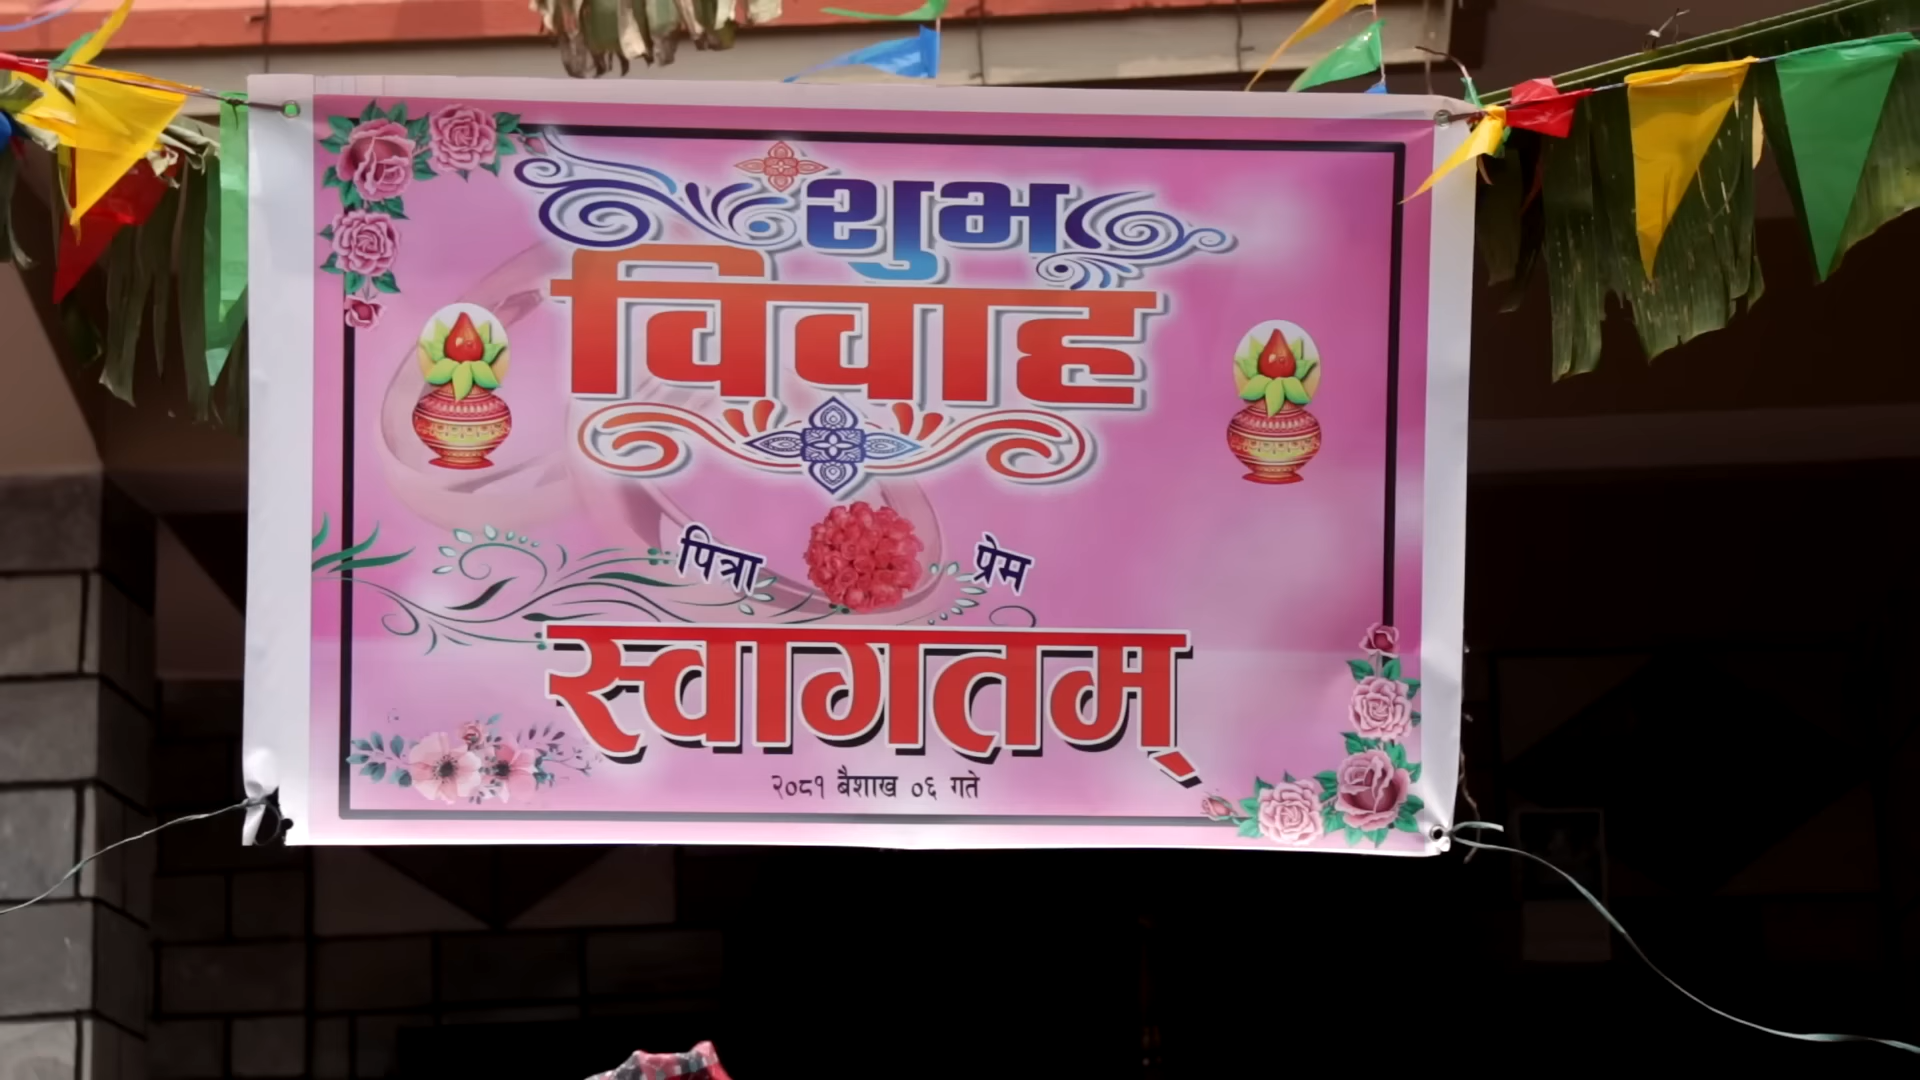 शुभ
विवाह
पित्रा प्रेम
स्वागतम्
२०८१ बैशाख ०६ गते